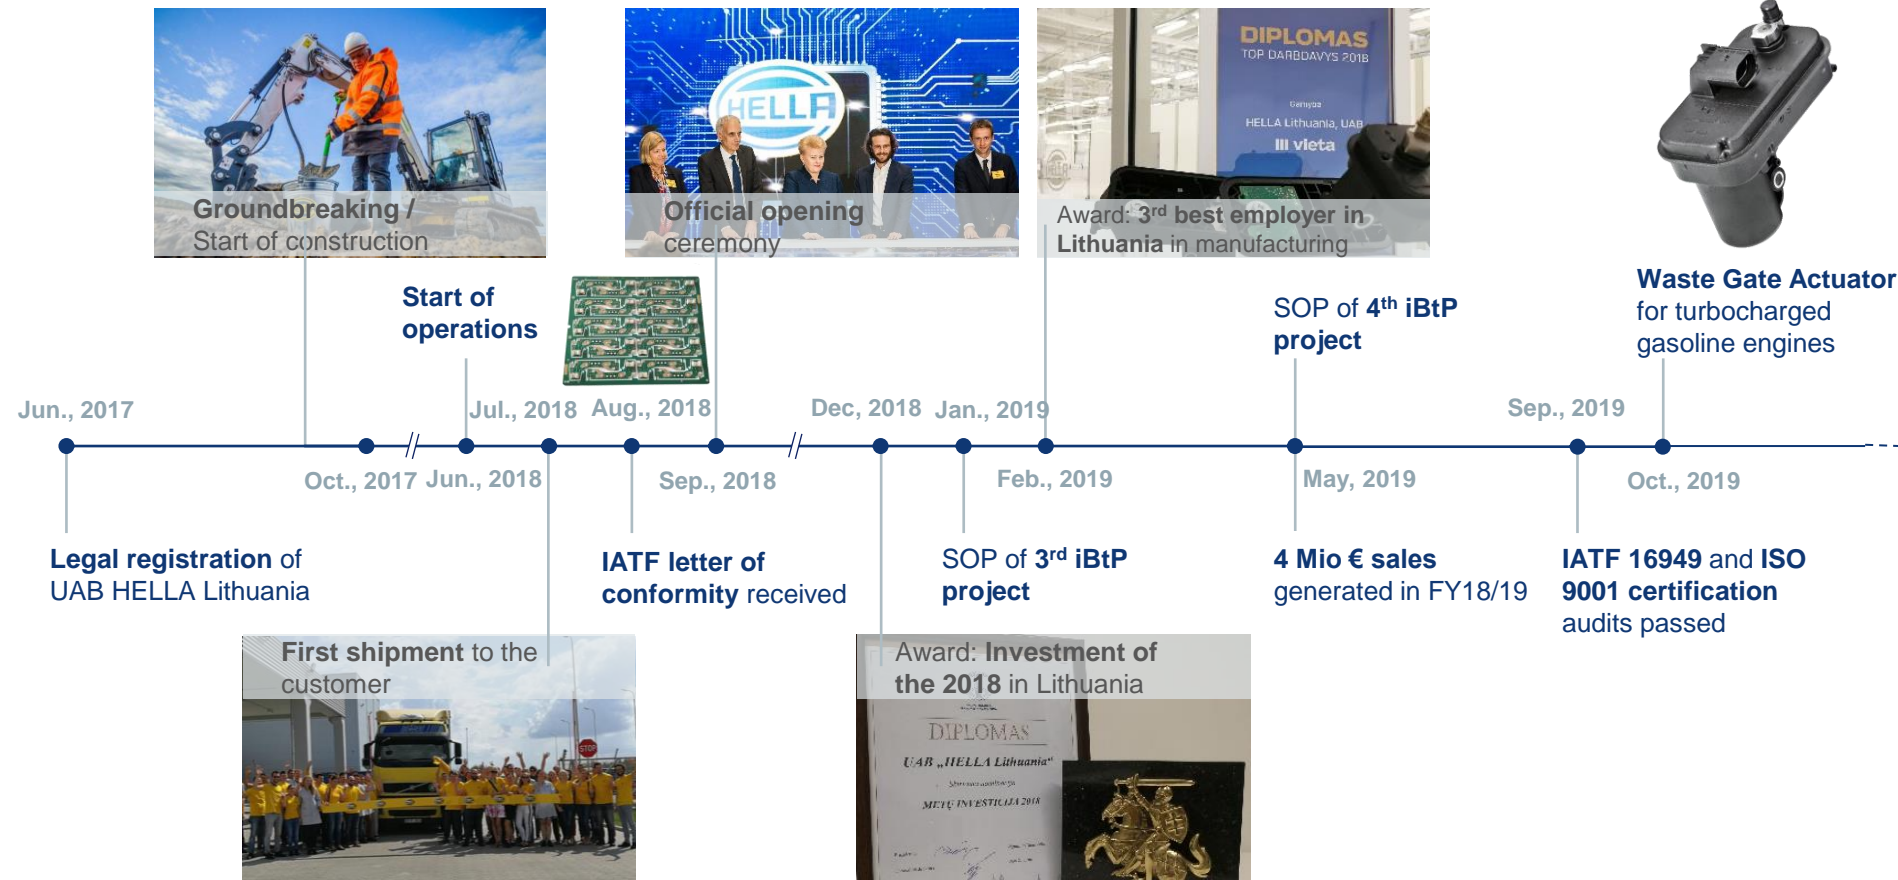 HELLA
DIPLOMAS
TOP DARBDAVYS 2018
Gamyba
HELLA Lithuania, UAB
III vieta
Groundbreaking /
Start of construction
Official opening
ceremony
Award: 3rd best employer in
Lithuania in manufacturing
Start of
operations
SOP of 4th iBtP
project
Waste Gate Actuator
for turbocharged
gasoline engines
Jun., 2017
Jul., 2018
Aug., 2018
Dec, 2018
Jan., 2019
Sep., 2019
Oct., 2017
Jun., 2018
Sep., 2018
Feb., 2019
May, 2019
Oct., 2019
Legal registration of
UAB HELLA Lithuania
IATF letter of
conformity received
SOP of 3rd iBtP
project
4 Mio € sales
generated in FY18/19
IATF 16949 and ISO
9001 certification
audits passed
First shipment to the
customer
STOP
Award: Investment of
the 2018 in Lithuania
DIPLOMAS
UAB „HELLA Lithuania“
METŲ INVESTICIJA 2018